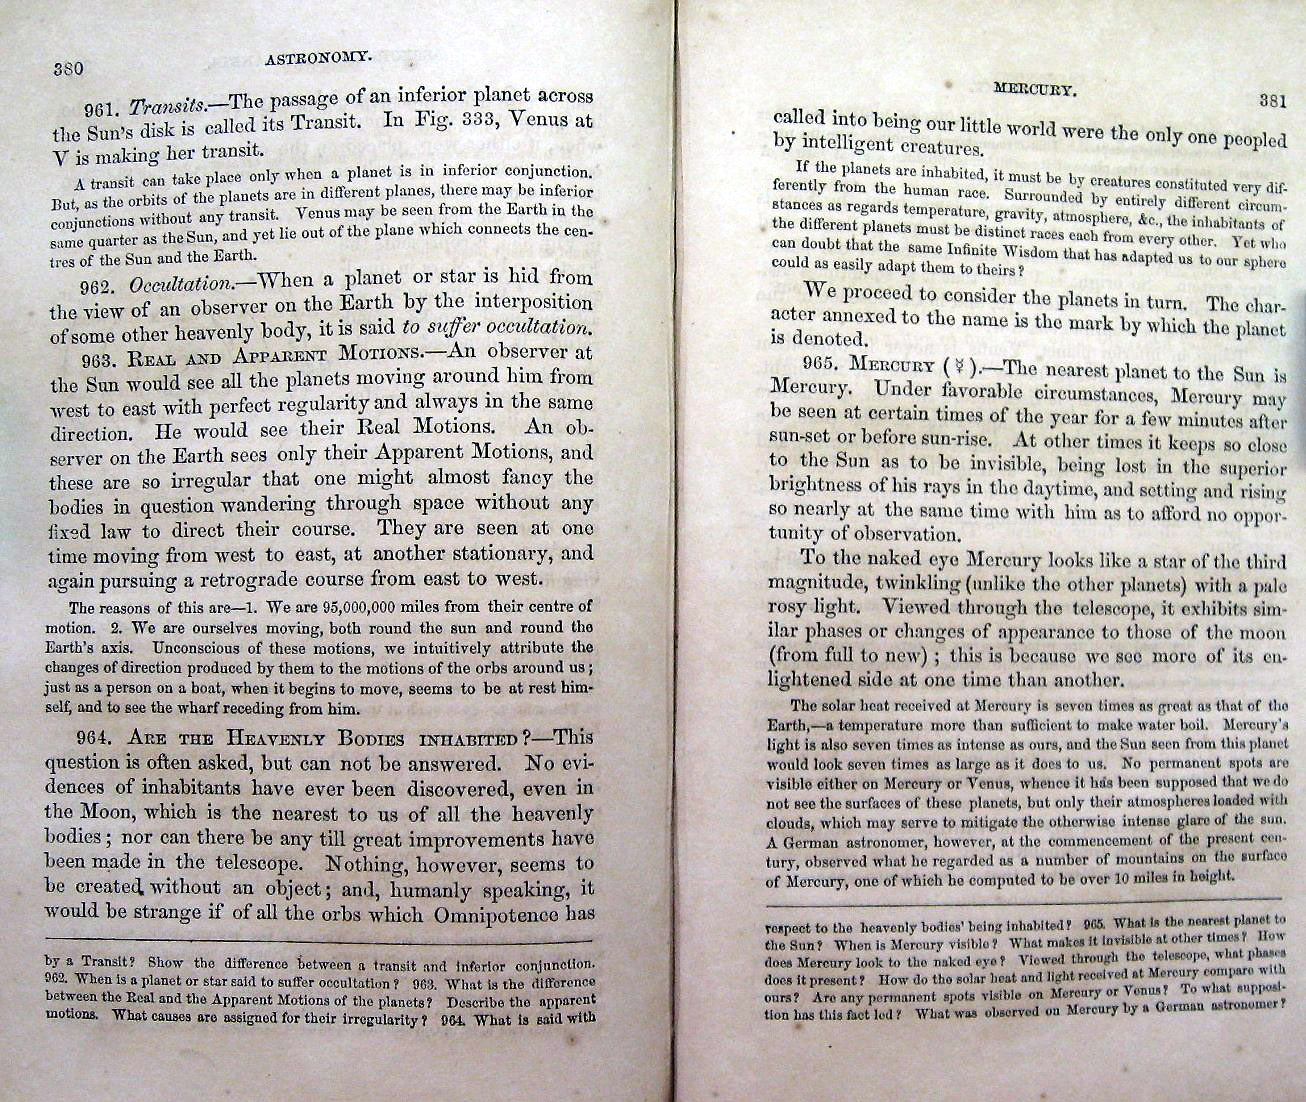 380
ASTRONOMY.
961. Transits.—The passage of an inferior planet across
the Sun's disk is called its Transit. In Fig. 333, Venus at
V is making her transit.
A transit can take place only when a planet is in inferior conjunction.
But, as the orbits of the planets are in different planes, there may be inferior
conjunctions without any transit. Venus may be seen from the Earth in the
same quarter as the Sun, and yet lie out of the plane which connects the cen-
tres of the Sun and the Earth.
962. Occultation.—When a planet or star is hid from
the view of an observer on the Earth by the interposition
of some other heavenly body, it is said to suffer occultation.
963. REAL AND APPARENT MOTIONS.—An observer at
the Sun would see all the planets moving around him from
west to east with perfect regularity and always in the same
direction. He would see their Real Motions. An ob-
server on the Earth sees only their Apparent Motions, and
these are so irregular that one might almost fancy the
bodies in question wandering through space without any
fixed law to direct their course. They are seen at one
time moving from west to east, at another stationary, and
again pursuing a retrograde course from east to west.
The reasons of this are—1. We are 95,000,000 miles from their centre of
motion. 2. We are ourselves moving, both round the sun and round the
Earth's axis. Unconscious of these motions, we intuitively attribute the
changes of direction produced by them to the motions of the orbs around us;
just as a person on a boat, when it begins to move, seems to be at rest him-
self, and to see the wharf receding from him.
964. ARE THE HEAVENLY BODIES INHABITED?—This
question is often asked, but can not be answered. No evi-
dences of inhabitants have ever been discovered, even in
the Moon, which is the nearest to us of all the heavenly
bodies; nor can there be any till great improvements have
been made in the telescope. Nothing, however, seems to
be created without an object; and, humanly speaking, it
would be strange if of all the orbs which Omnipotence has
by a Transit? Show the difference between a transit and inferior conjunction.
962. When is a planet or star said to suffer occultation? 963. What is the difference
between the Real and the Apparent Motions of the planets? Describe the apparent
motions. What causes are assigned for their irregularity? 964. What is said with
MERCURY.
381
called into being our little world were the only one peopled
by intelligent creatures.
If the planets are inhabited, it must be by creatures constituted very dif-
ferently from the human race. Surrounded by entirely different circum-
stances as regards temperature, gravity, atmosphere, &c., the inhabitants of
the different planets must be distinct races each from every other. Yet who
can doubt that the same Infinite Wisdom that has adapted us to our sphere
could as easily adapt them to theirs?
We proceed to consider the planets in turn. The char-
acter annexed to the name is the mark by which the planet
is denoted.
965. MERCURY (☿).—The nearest planet to the Sun is
Mercury. Under favorable circumstances, Mercury may
be seen at certain times of the year for a few minutes after
sun-set or before sun-rise. At other times it keeps so close
to the Sun as to be invisible, being lost in the superior
brightness of his rays in the daytime, and setting and rising
so nearly at the same time with him as to afford no oppor-
tunity of observation.
To the naked eye Mercury looks like a star of the third
magnitude, twinkling (unlike the other planets) with a pale
rosy light. Viewed through the telescope, it exhibits sim-
ilar phases or changes of appearance to those of the moon
(from full to new); this is because we see more of its en-
lightened side at one time than another.
The solar heat received at Mercury is seven times as great as that of the
Earth,—a temperature more than sufficient to make water boil. Mercury's
light is also seven times as intense as ours, and the Sun seen from this planet
would look seven times as large as it does to us. No permanent spots are
visible either on Mercury or Venus, whence it has been supposed that we do
not see the surfaces of these planets, but only their atmospheres loaded with
clouds, which may serve to mitigate the otherwise intense glare of the sun.
A German astronomer, however, at the commencement of the present cen-
tury, observed what he regarded as a number of mountains on the surface
of Mercury, one of which he computed to be over 10 miles in height.
respect to the heavenly bodies' being inhabited? 965. What is the nearest planet to
the Sun? When is Mercury visible? What makes it invisible at other times? How
does Mercury look to the naked eye? Viewed through the telescope, what phases
does it present? How do the solar heat and light received at Mercury compare with
ours? Are any permanent spots visible on Mercury or Venus? To what supposi-
tion has this fact led? What was observed on Mercury by a German astronomer?